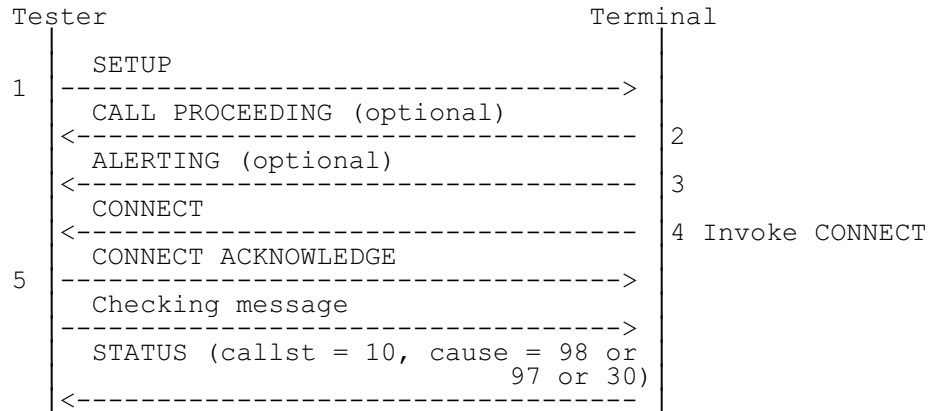 Tester Terminal
SETUP
1 |----------------------------------->|
CALL PROCEEDING (optional)
|<-----------------------------------|2
ALERTING (optional)
|<-----------------------------------|3
CONNECT
|<-----------------------------------|4 Invoke CONNECT
CONNECT ACKNOWLEDGE
5 |----------------------------------->|
Checking message
|----------------------------------->|
STATUS (callst = 10, cause = 98 or
97 or 30)
|<-----------------------------------|